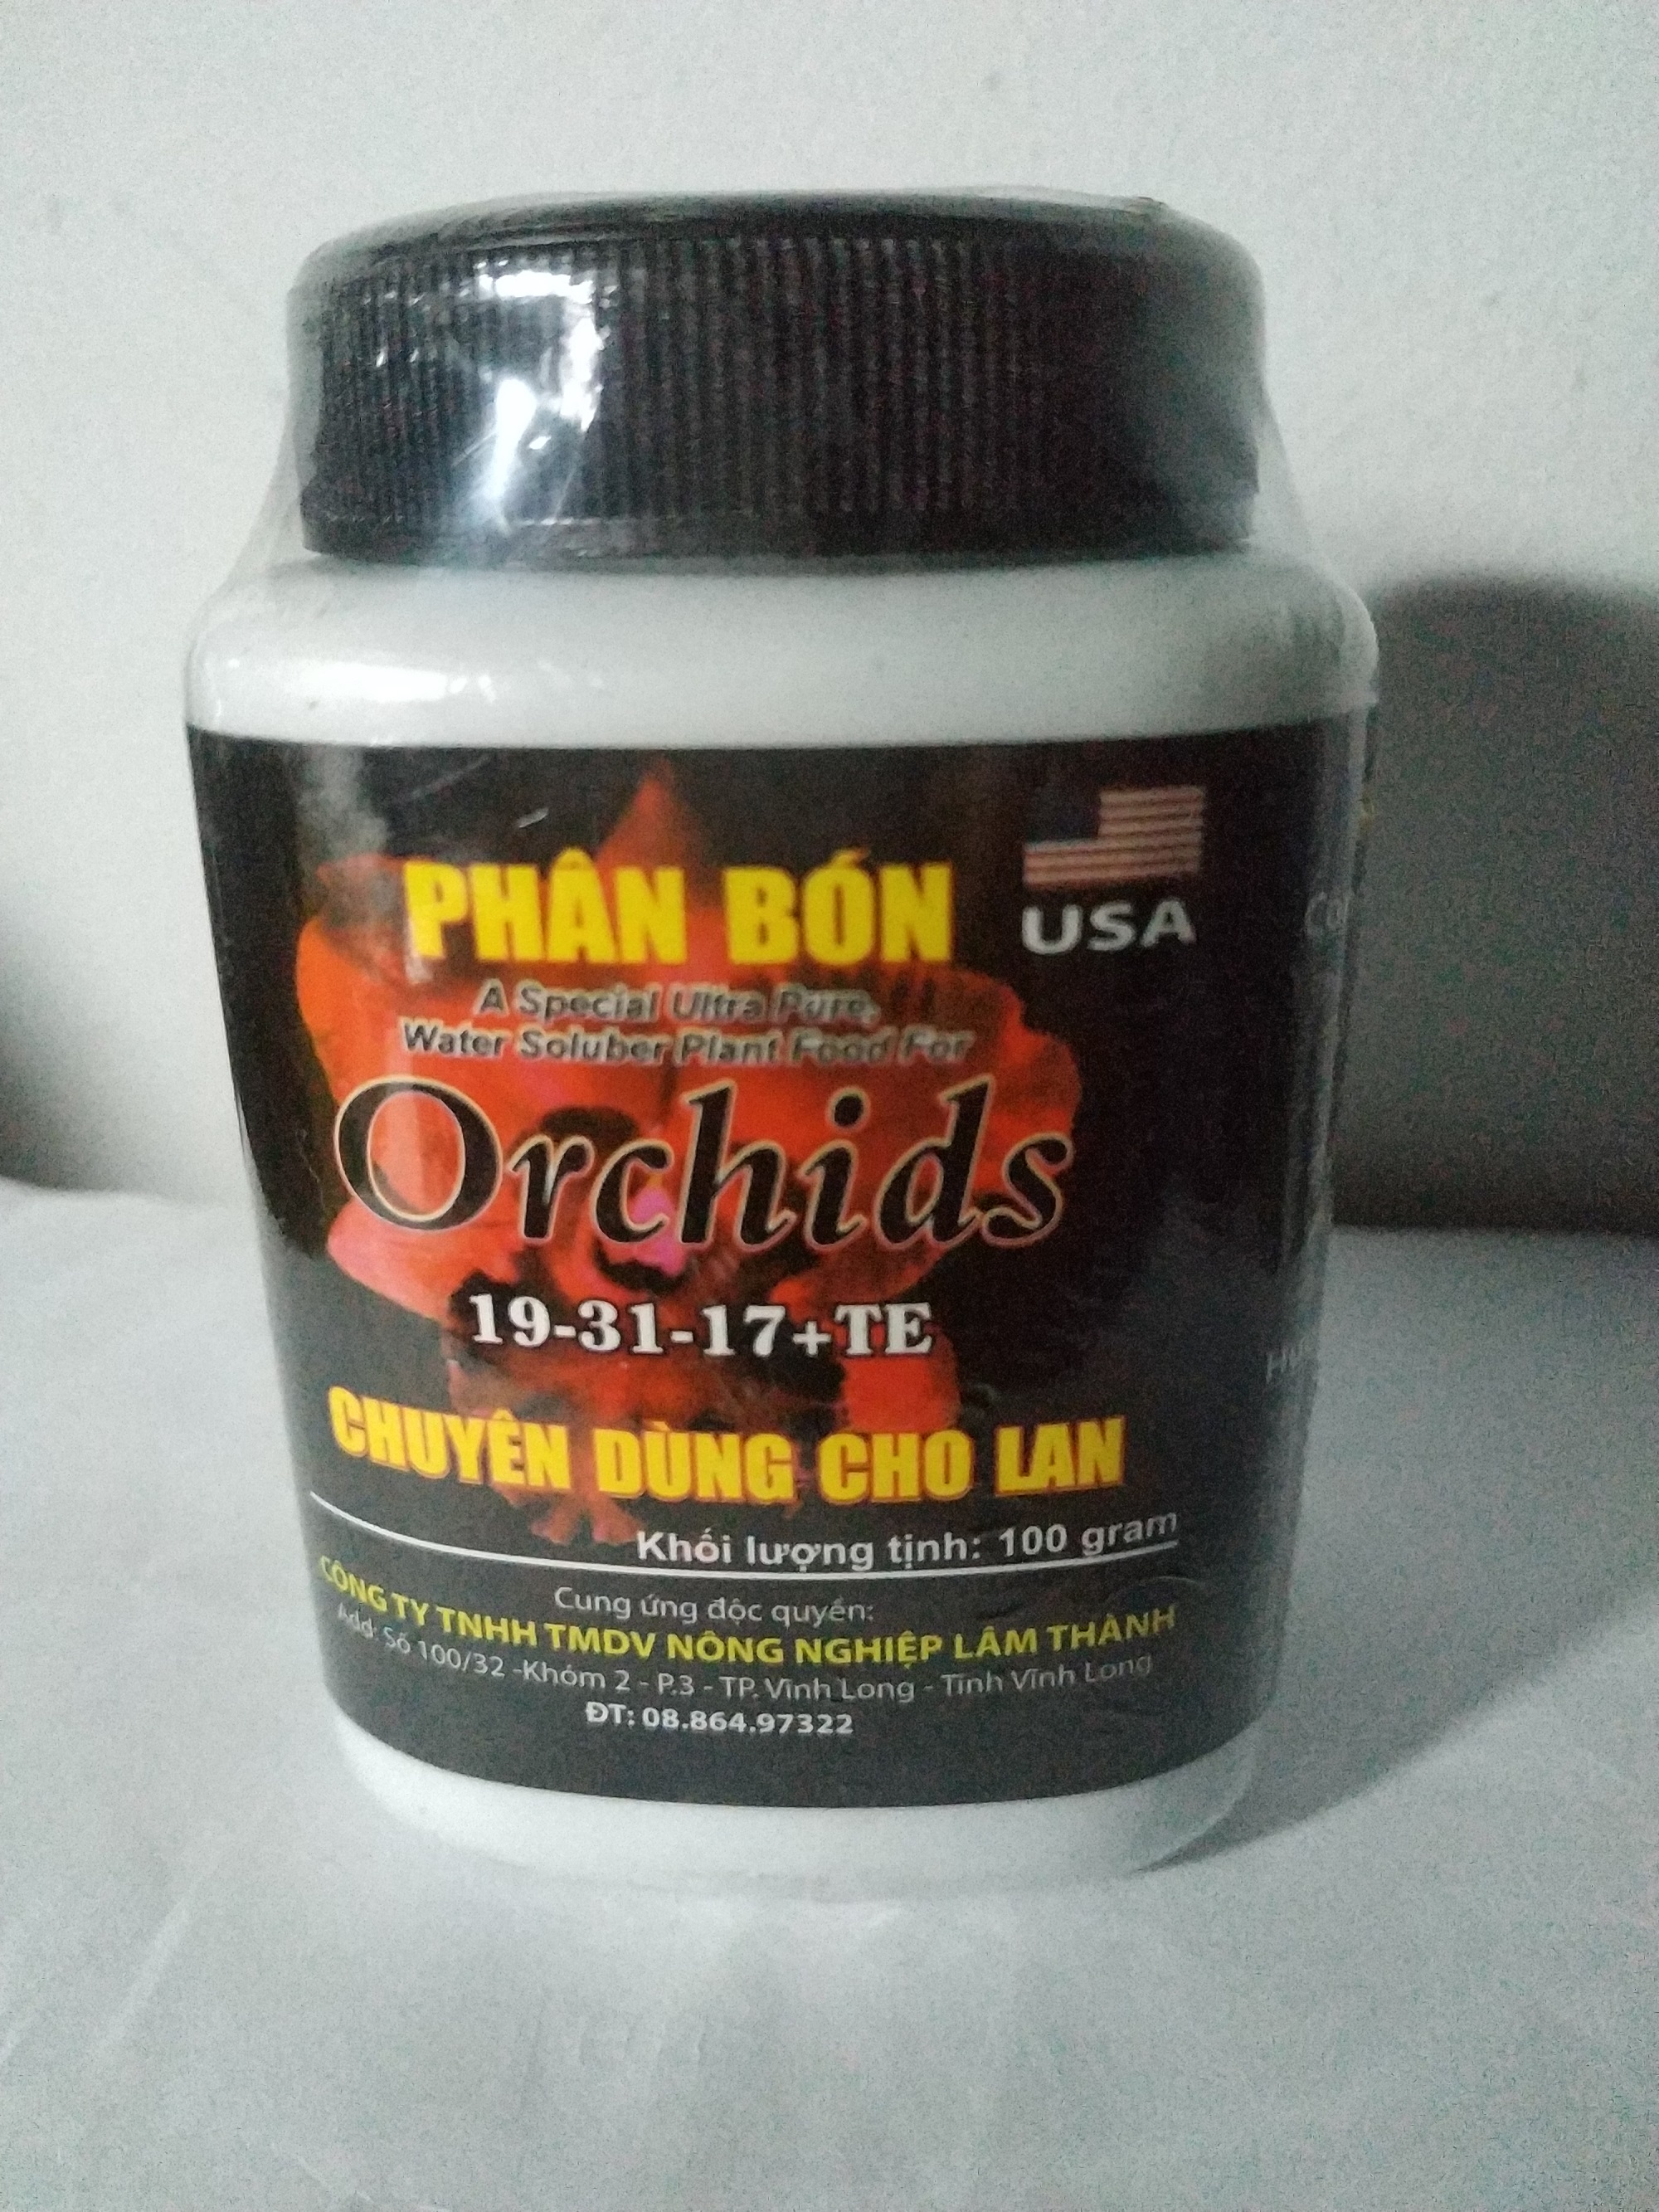 PHÂN BÓN
USA
A Special Ultra Pure,
Water Soluber Plant Food For
Orchids
19-31-17+TE
CHUYÊN DÙNG CHO LAN
Khối lượng tịnh: 100 gram
Cung ứng độc quyền:
CÔNG TY TNHH TMDV NÔNG NGHIỆP LÂM THÀNH
Add: Số 100/32 -Khóm 2 - P.3 - TP. Vĩnh Long - Tỉnh Vĩnh Long
ĐT: 08.864.97322